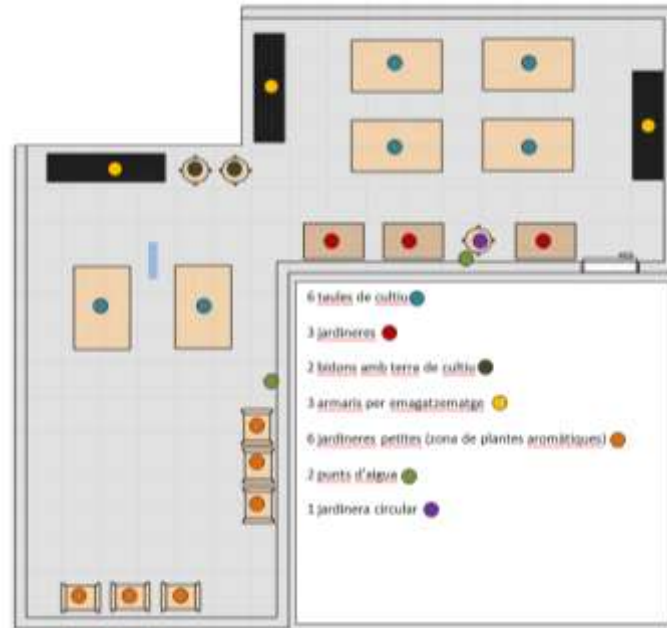 6 taules de cultiu
3 jardineres
2 bidons amb terra de cultiu
3 armaris per emagatzematge
6 jardineres petites (zona de plantes aromàtiques)
2 punts d'aigua
1 jardinera circular